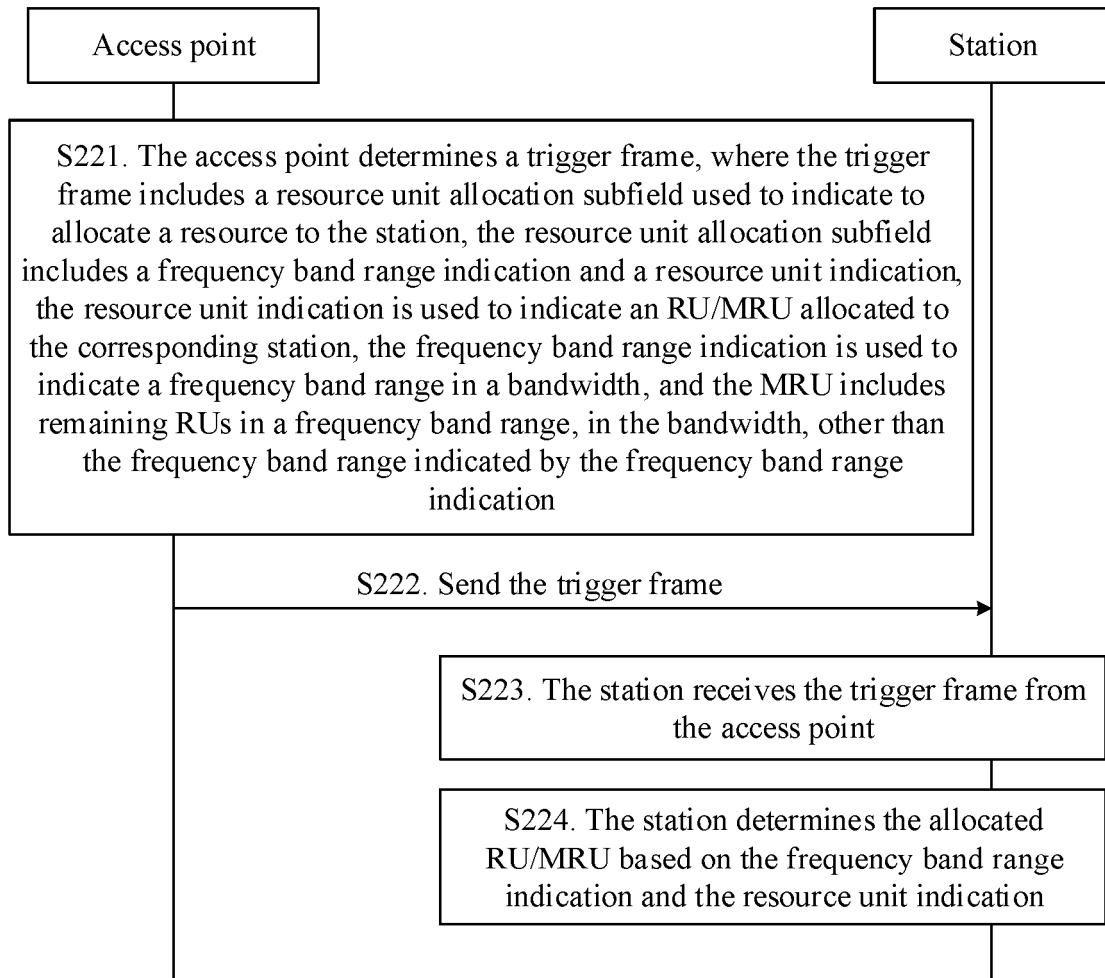 Access point
Station
S221. The access point determines a trigger frame, where the trigger
frame includes a resource unit allocation subfield used to indicate to
allocate a resource to the station, the resource unit allocation subfield
includes a frequency band range indication and a resource unit indication,
the resource unit indication is used to indicate an RU/MRU allocated to
the corresponding station, the frequency band range indication is used to
indicate a frequency band range in a bandwidth, and the MRU includes
remaining RUs in a frequency band range, in the bandwidth, other than
the frequency band range indicated by the frequency band range
indication
S222. Send the trigger frame
S223. The station receives the trigger frame from
the access point
S224. The station determines the allocated
RU/MRU based on the frequency band range
indication and the resource unit indication